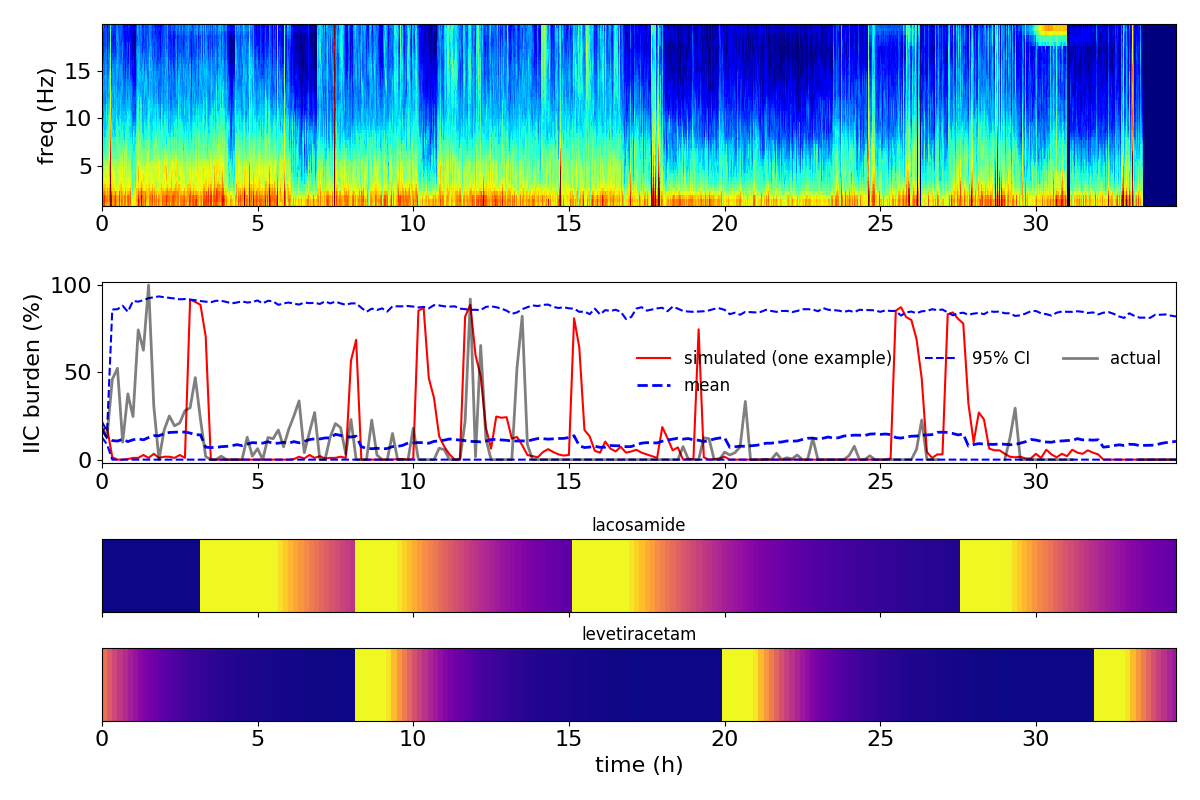 freq (Hz)
15
10
5
0 5 10 15 20 25 30
IIC burden (%)
100
50
0
simulated (one example) 95% CI actual
mean
0 5 10 15 20 25 30
lacosamide
levetiracetam
0 5 10 15 20 25 30
time (h)